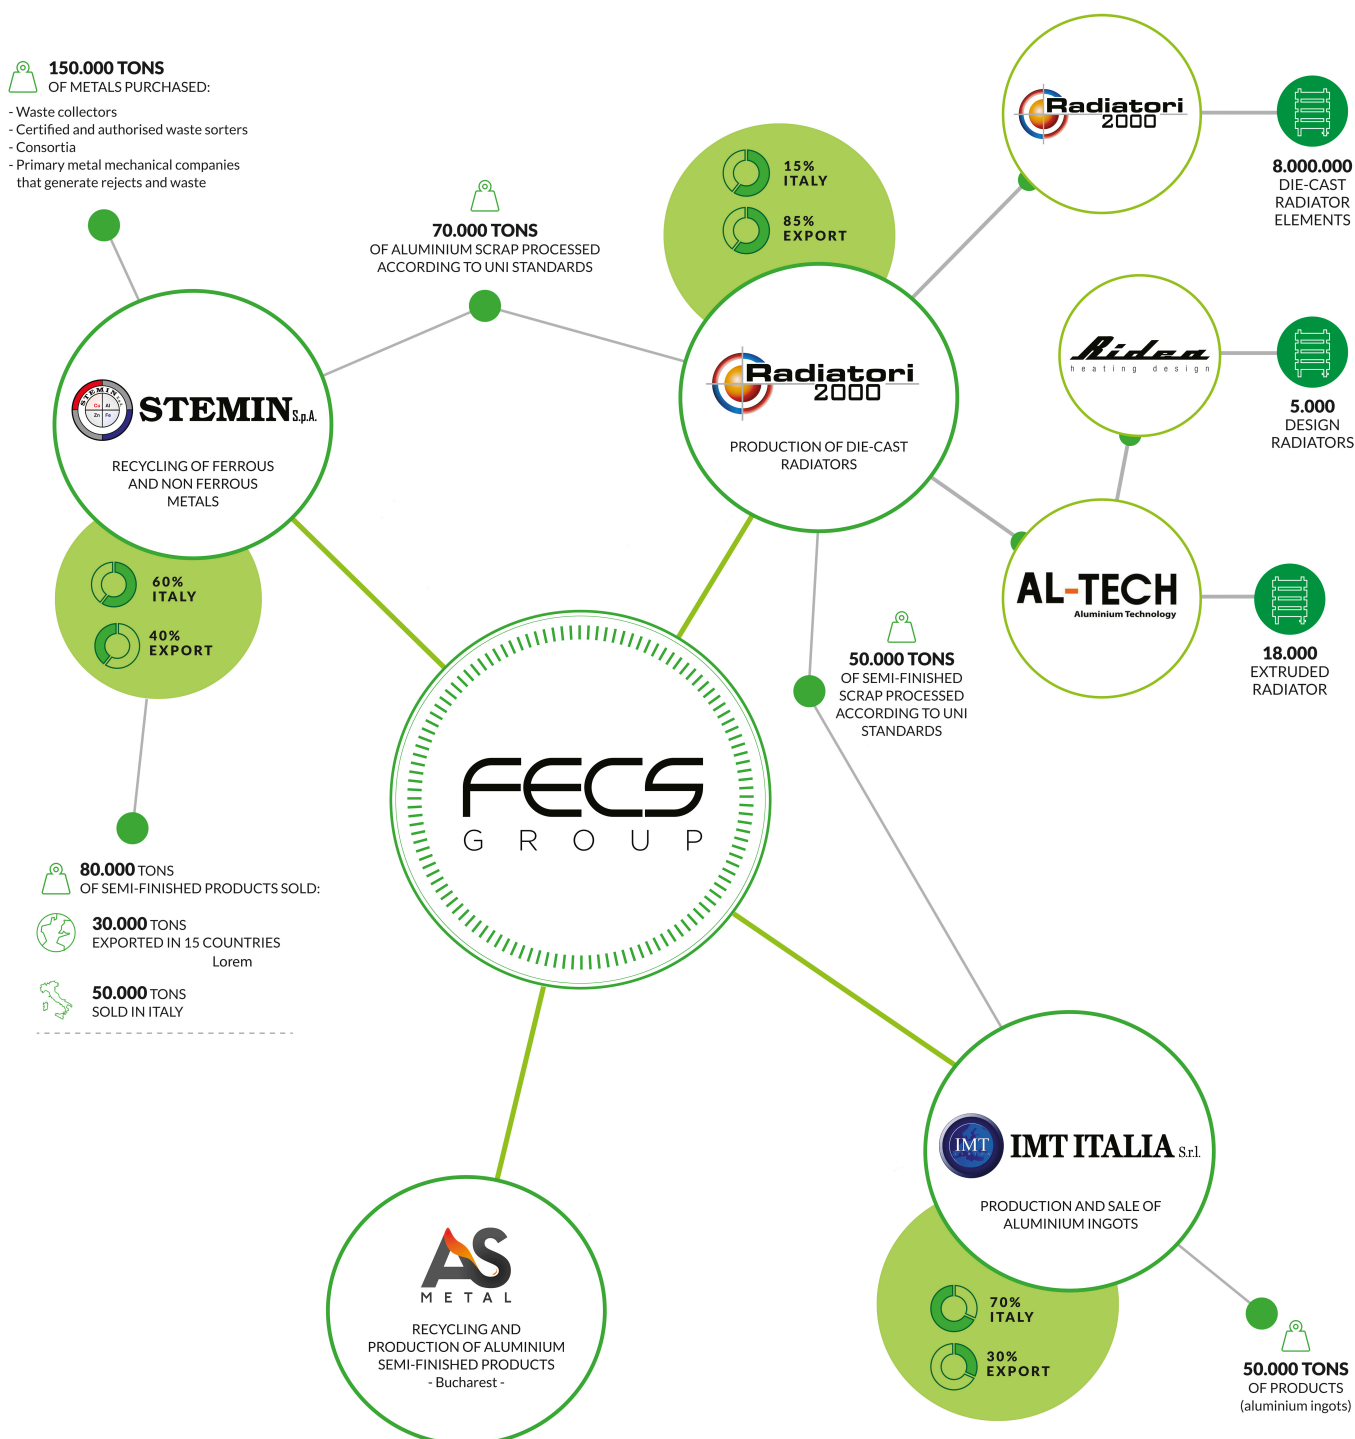 150.000 TONS
OF METALS PURCHASED:
- Waste collectors
- Certified and authorised waste sorters
- Consortia
- Primary metal mechanical companies
that generate rejects and waste
70.000 TONS
OF ALUMINIUM SCRAP PROCESSED
ACCORDING TO UNI STANDARDS
15%
ITALY
85%
EXPORT
Radiatori
2000
8.000.000
DIE-CAST
RADIATOR
ELEMENTS
Ridea
heating design
5.000
DESIGN
RADIATORS
STEMIN
Cu Al
Zn Fe
STEMIN S.p.A.
RECYCLING OF FERROUS
AND NON FERROUS
METALS
Radiatori
2000
PRODUCTION OF DIE-CAST
RADIATORS
60%
ITALY
40%
EXPORT
AL-TECH
Aluminium Technology
18.000
EXTRUDED
RADIATOR
50.000 TONS
OF SEMI-FINISHED
SCRAP PROCESSED
ACCORDING TO UNI
STANDARDS
FECS
GROUP
80.000 TONS
OF SEMI-FINISHED PRODUCTS SOLD:
30.000 TONS
EXPORTED IN 15 COUNTRIES
Lorem
50.000 TONS
SOLD IN ITALY
AS
METAL
RECYCLING AND
PRODUCTION OF ALUMINIUM
SEMI-FINISHED PRODUCTS
- Bucharest -
IMT
IMT ITALIA S.r.l.
PRODUCTION AND SALE OF
ALUMINIUM INGOTS
70%
ITALY
30%
EXPORT
50.000 TONS
OF PRODUCTS
(aluminium ingots)